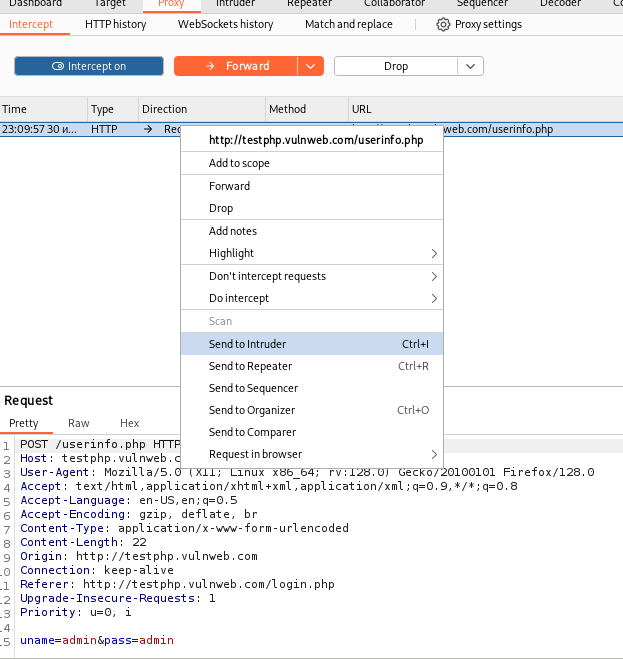 Dashboard Target Proxy Intruder Repeater Collaborator Sequencer Decoder
Intercept HTTP history WebSockets history Match and replace Proxy settings
Intercept on Forward Drop
Time Type Direction Method URL
23:09:57 30 и... HTTP → Req web.com/userinfo.php
http://testphp.vulnweb.com/userinfo.php
Add to scope
Forward
Drop
Add notes
Highlight
Don't intercept requests
Do intercept
Scan
Send to Intruder Ctrl+I
Send to Repeater Ctrl+R
Send to Sequencer
Send to Organizer Ctrl+O
Send to Comparer
Request in browser
Request
Pretty Raw Hex
1 POST /userinfo.php HTTP
2 Host: testphp.vulnweb.c
3 User-Agent: Mozilla/5.0 (X11; Linux x86_64; rv:128.0) Gecko/20100101 Firefox/128.0
4 Accept: text/html,application/xhtml+xml,application/xml;q=0.9,*/*;q=0.8
5 Accept-Language: en-US,en;q=0.5
6 Accept-Encoding: gzip, deflate, br
7 Content-Type: application/x-www-form-urlencoded
8 Content-Length: 22
9 Origin: http://testphp.vulnweb.com
10 Connection: keep-alive
11 Referer: http://testphp.vulnweb.com/login.php
12 Upgrade-Insecure-Requests: 1
13 Priority: u=0, i
14
15 uname=admin&pass=admin